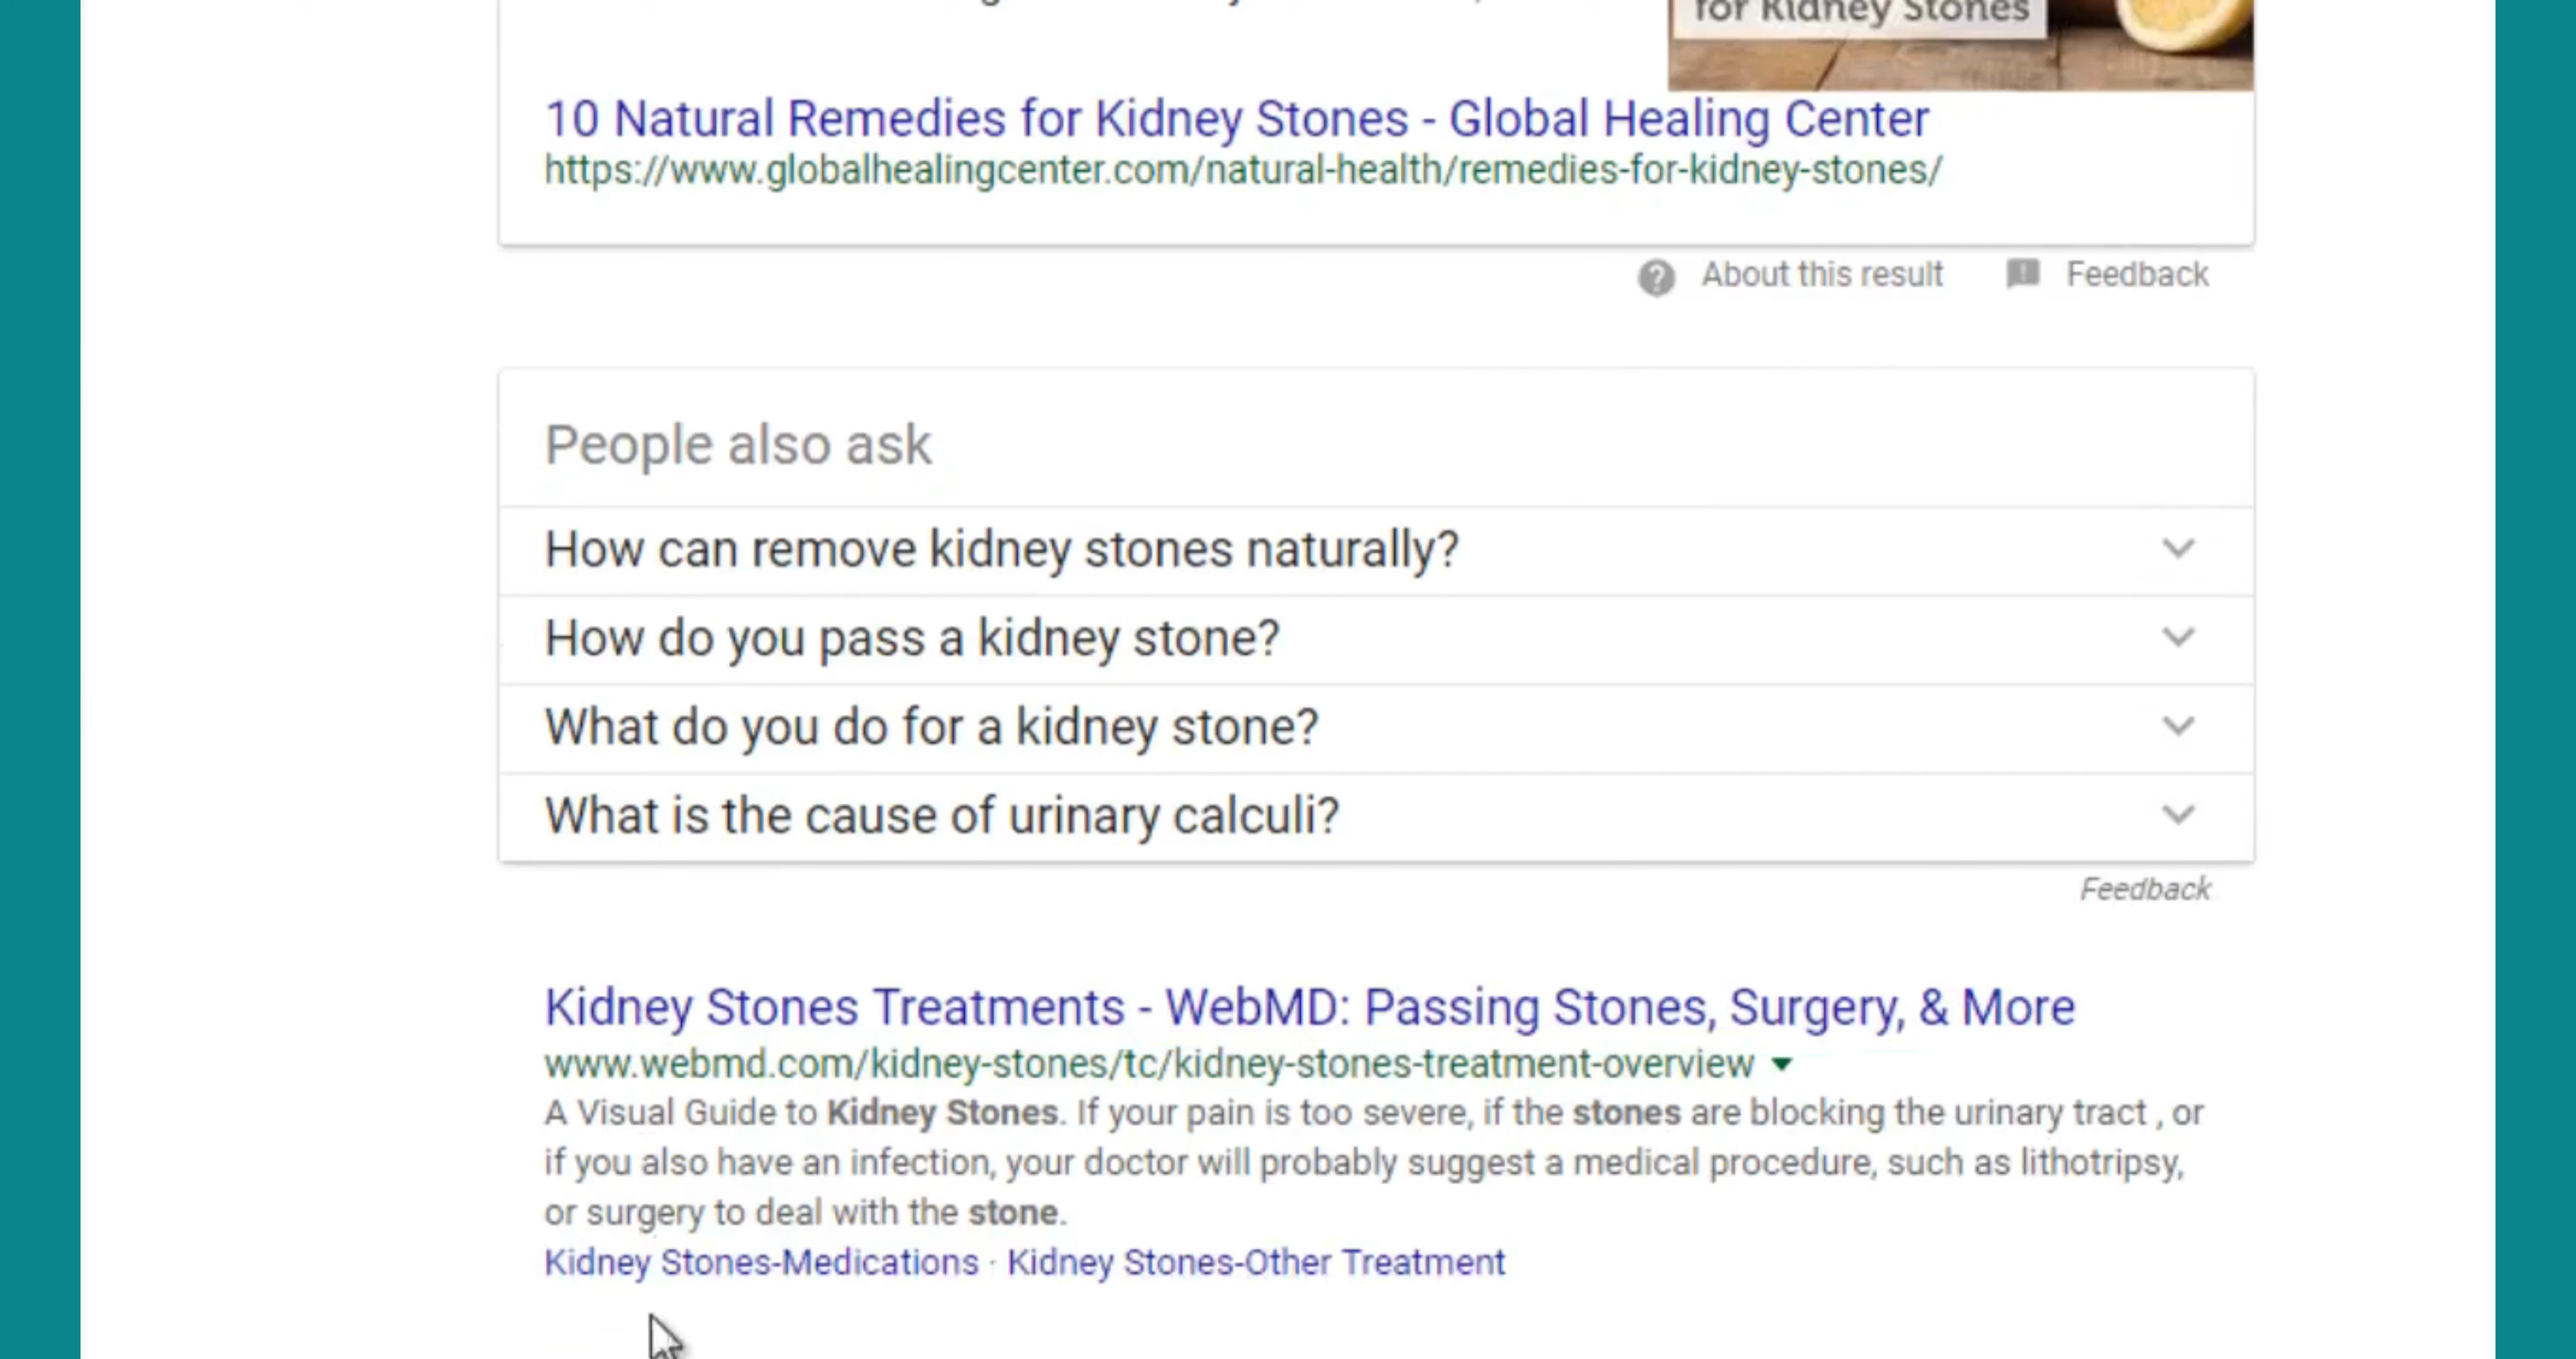 for Kidney Stones
10 Natural Remedies for Kidney Stones - Global Healing Center
https://www.globalhealingcenter.com/natural-health/remedies-for-kidney-stones/
About this result Feedback
People also ask
How can remove kidney stones naturally?
How do you pass a kidney stone?
What do you do for a kidney stone?
What is the cause of urinary calculi?
Feedback
Kidney Stones Treatments - WebMD: Passing Stones, Surgery, & More
www.webmd.com/kidney-stones/tc/kidney-stones-treatment-overview
A Visual Guide to Kidney Stones. If your pain is too severe, if the stones are blocking the urinary tract , or
if you also have an infection, your doctor will probably suggest a medical procedure, such as lithotripsy,
or surgery to deal with the stone.
Kidney Stones-Medications · Kidney Stones-Other Treatment